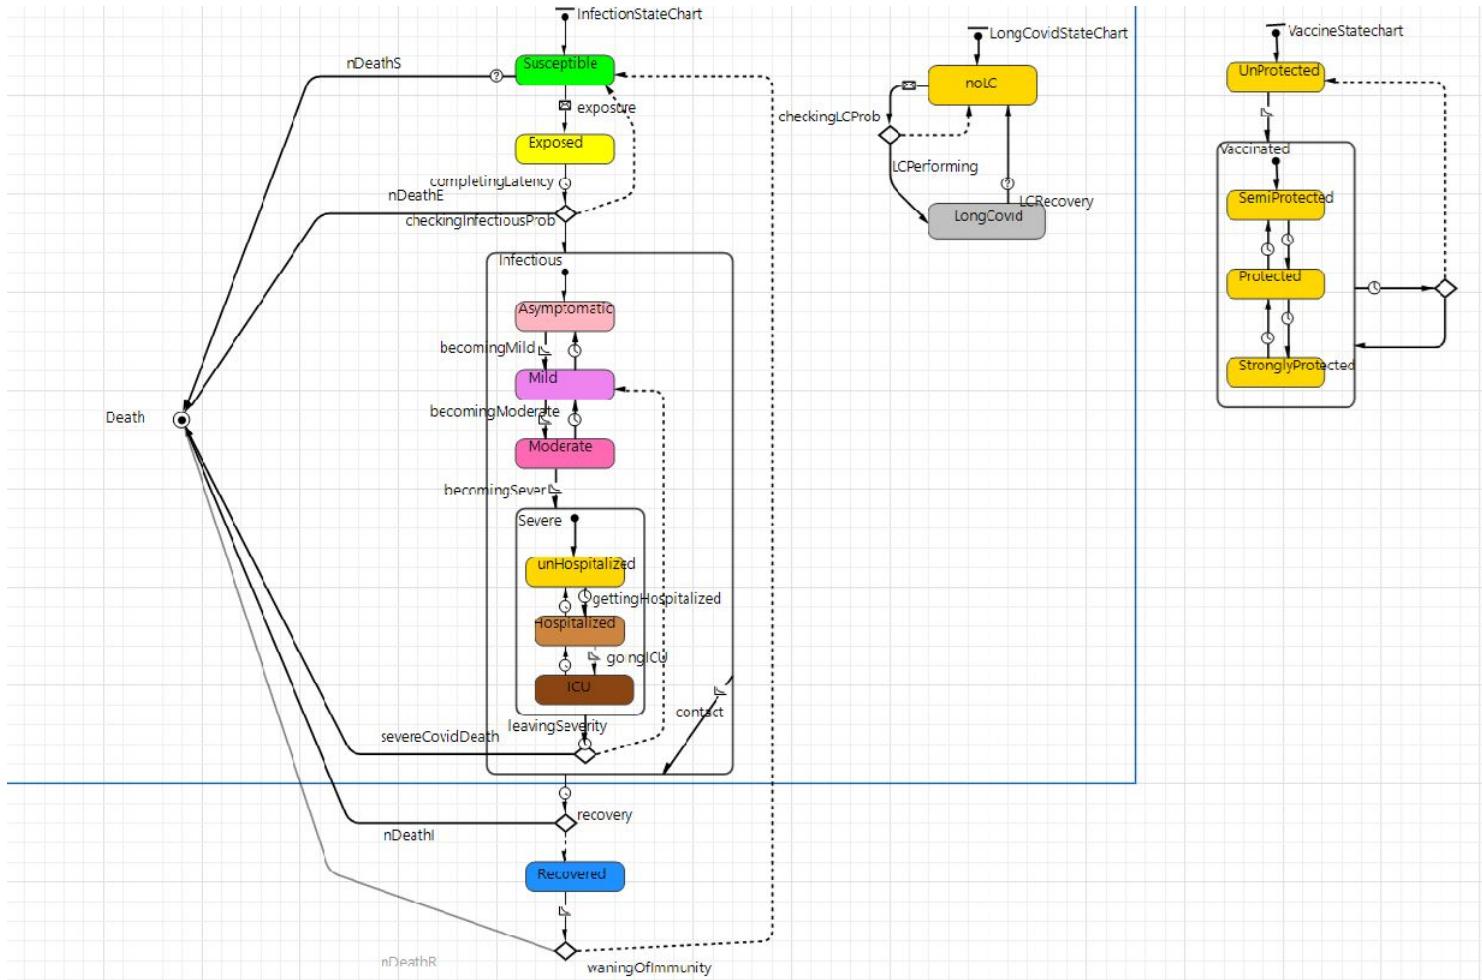 InfectionStateChart
Susceptible
nDeathS
exposure
Exposed
completingLatency
nDeathE
checkingInfectiousProb
Infectious
Asymptomatic
becomingMild
Mild
becomingModerate
Moderate
becomingSever
Severe
unHospitalized
gettingHospitalized
Hospitalized
goingICU
ICU
contact
leavingSeverity
severeCovidDeath
Death
recovery
nDeathI
Recovered
nDeathR
waningOfImmunity
LongCovidStateChart
noLC
checkingLCProb
LCPerforming
LCRecovery
LongCovid
VaccineStatechart
UnProtected
Vaccinated
SemiProtected
Protected
StronglyProtected